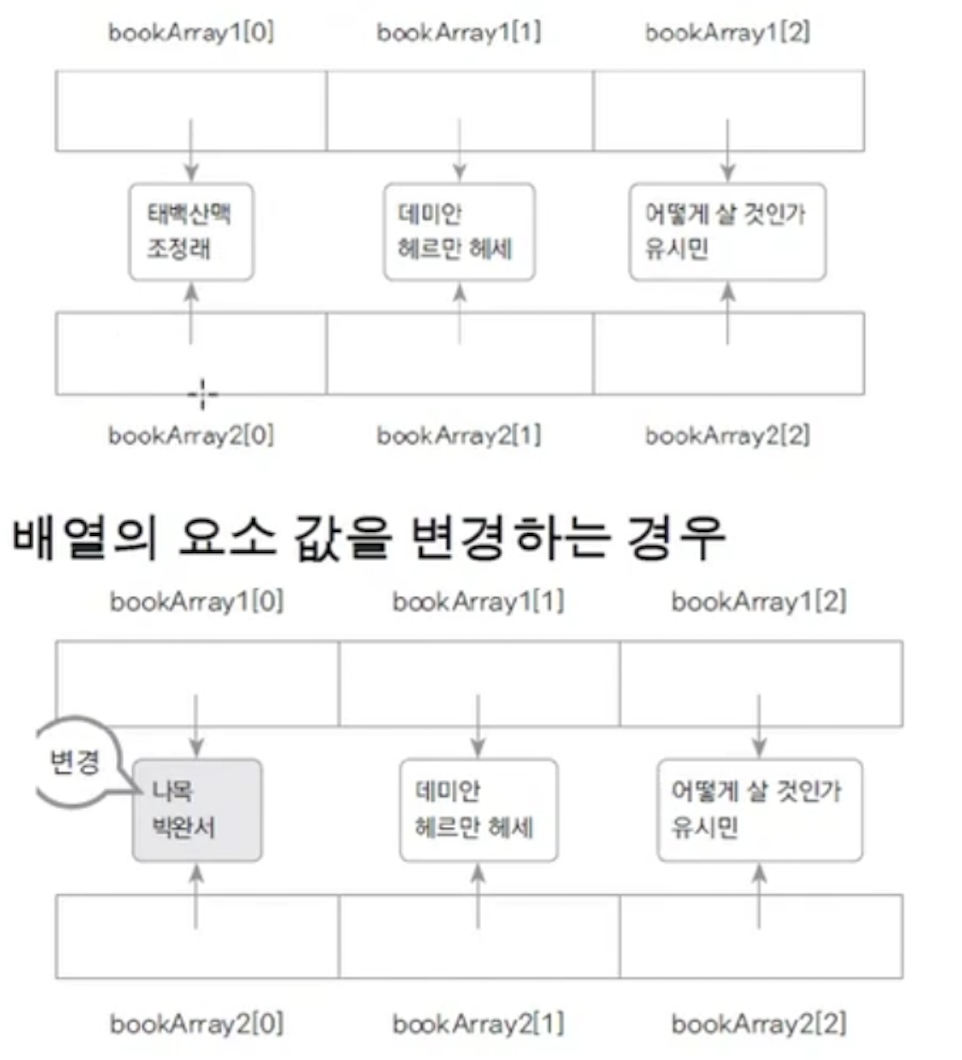 bookArray1[0] bookArray1[1] bookArray1[2]
태백산맥
조정래
데미안
헤르만 헤세
어떻게 살 것인가
유시민
bookArray2[0] bookArray2[1] bookArray2[2]
배열의 요소 값을 변경하는 경우
bookArray1[0] bookArray1[1] bookArray1[2]
변경
나목
박완서
데미안
헤르만 헤세
어떻게 살 것인가
유시민
bookArray2[0] bookArray2[1] bookArray2[2]